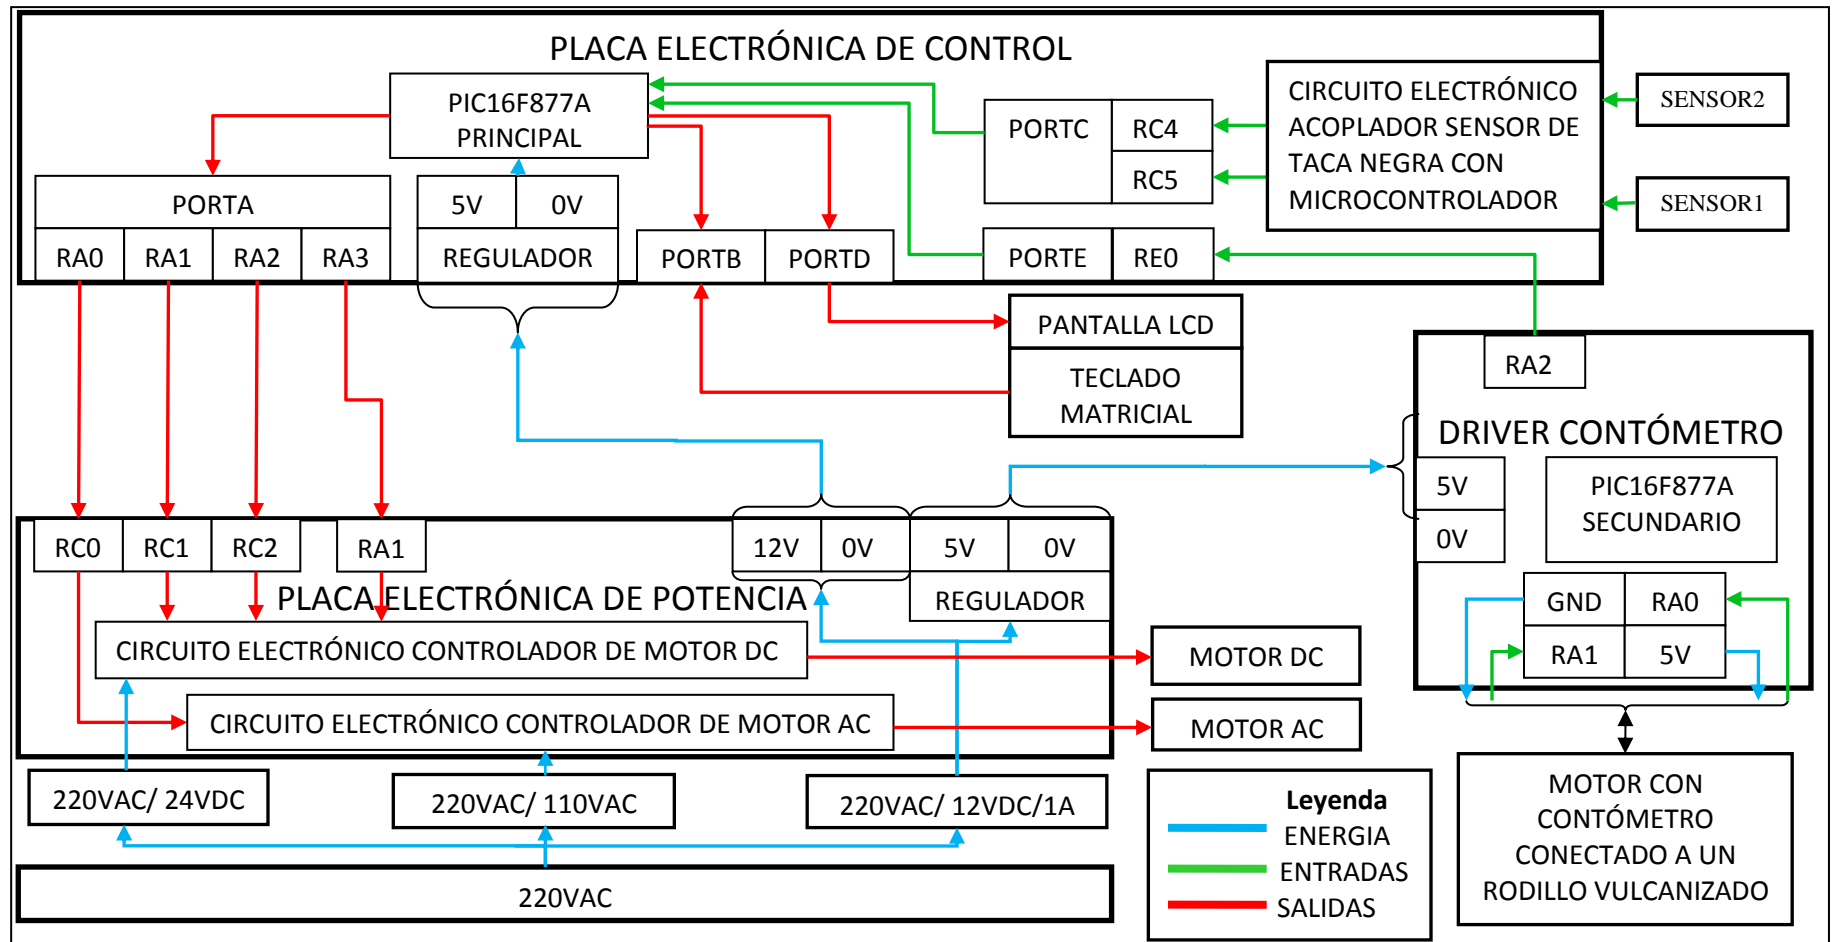 PLACA ELECTRÓNICA DE CONTROL
PIC16F877A
PRINCIPAL
PORTC
RC4
RC5
CIRCUITO ELECTRÓNICO
ACOPLADOR SENSOR DE
TACA NEGRA CON
MICROCONTROLADOR
SENSOR2
SENSOR1
PORTA
RA0
RA1
RA2
RA3
5V
0V
REGULADOR
PORTB
PORTD
PORTE
RE0
PANTALLA LCD
TECLADO
MATRICIAL
RA2
DRIVER CONTÓMETRO
5V
0V
PIC16F877A
SECUNDARIO
GND
RA0
RA1
5V
RC0
RC1
RC2
RA1
12V
0V
5V
0V
REGULADOR
PLACA ELECTRÓNICA DE POTENCIA
CIRCUITO ELECTRÓNICO CONTROLADOR DE MOTOR DC
CIRCUITO ELECTRÓNICO CONTROLADOR DE MOTOR AC
MOTOR DC
MOTOR AC
220VAC/ 24VDC
220VAC/ 110VAC
220VAC/ 12VDC/1A
220VAC
Leyenda
ENERGIA
ENTRADAS
SALIDAS
MOTOR CON
CONTÓMETRO
CONECTADO A UN
RODILLO VULCANIZADO